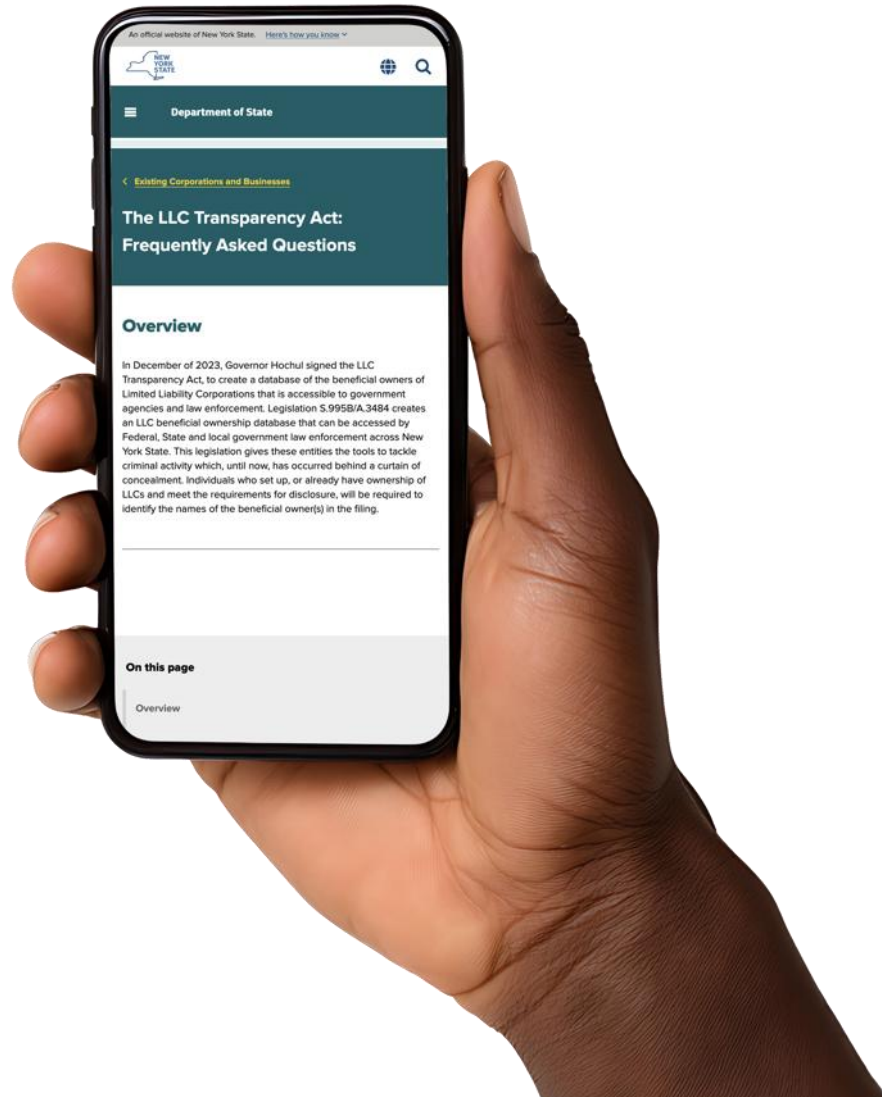 An official website of New York State. Here's how you know
NEW
YORK
STATE
Department of State
Existing Corporations and Businesses
The LLC Transparency Act:
Frequently Asked Questions
Overview
In December of 2023, Governor Hochul signed the LLC
Transparency Act, to create a database of the beneficial owners of
Limited Liability Corporations that is accessible to government
agencies and law enforcement. Legislation S.995B/A.3484 creates
an LLC beneficial ownership database that can be accessed by
Federal, State and local government law enforcement across New
York State. This legislation gives these entities the tools to tackle
criminal activity which, until now, has occurred behind a curtain of
concealment. Individuals who set up, or already have ownership of
LLCs and meet the requirements for disclosure, will be required to
identify the names of the beneficial owner(s) in the filing.
On this page
Overview